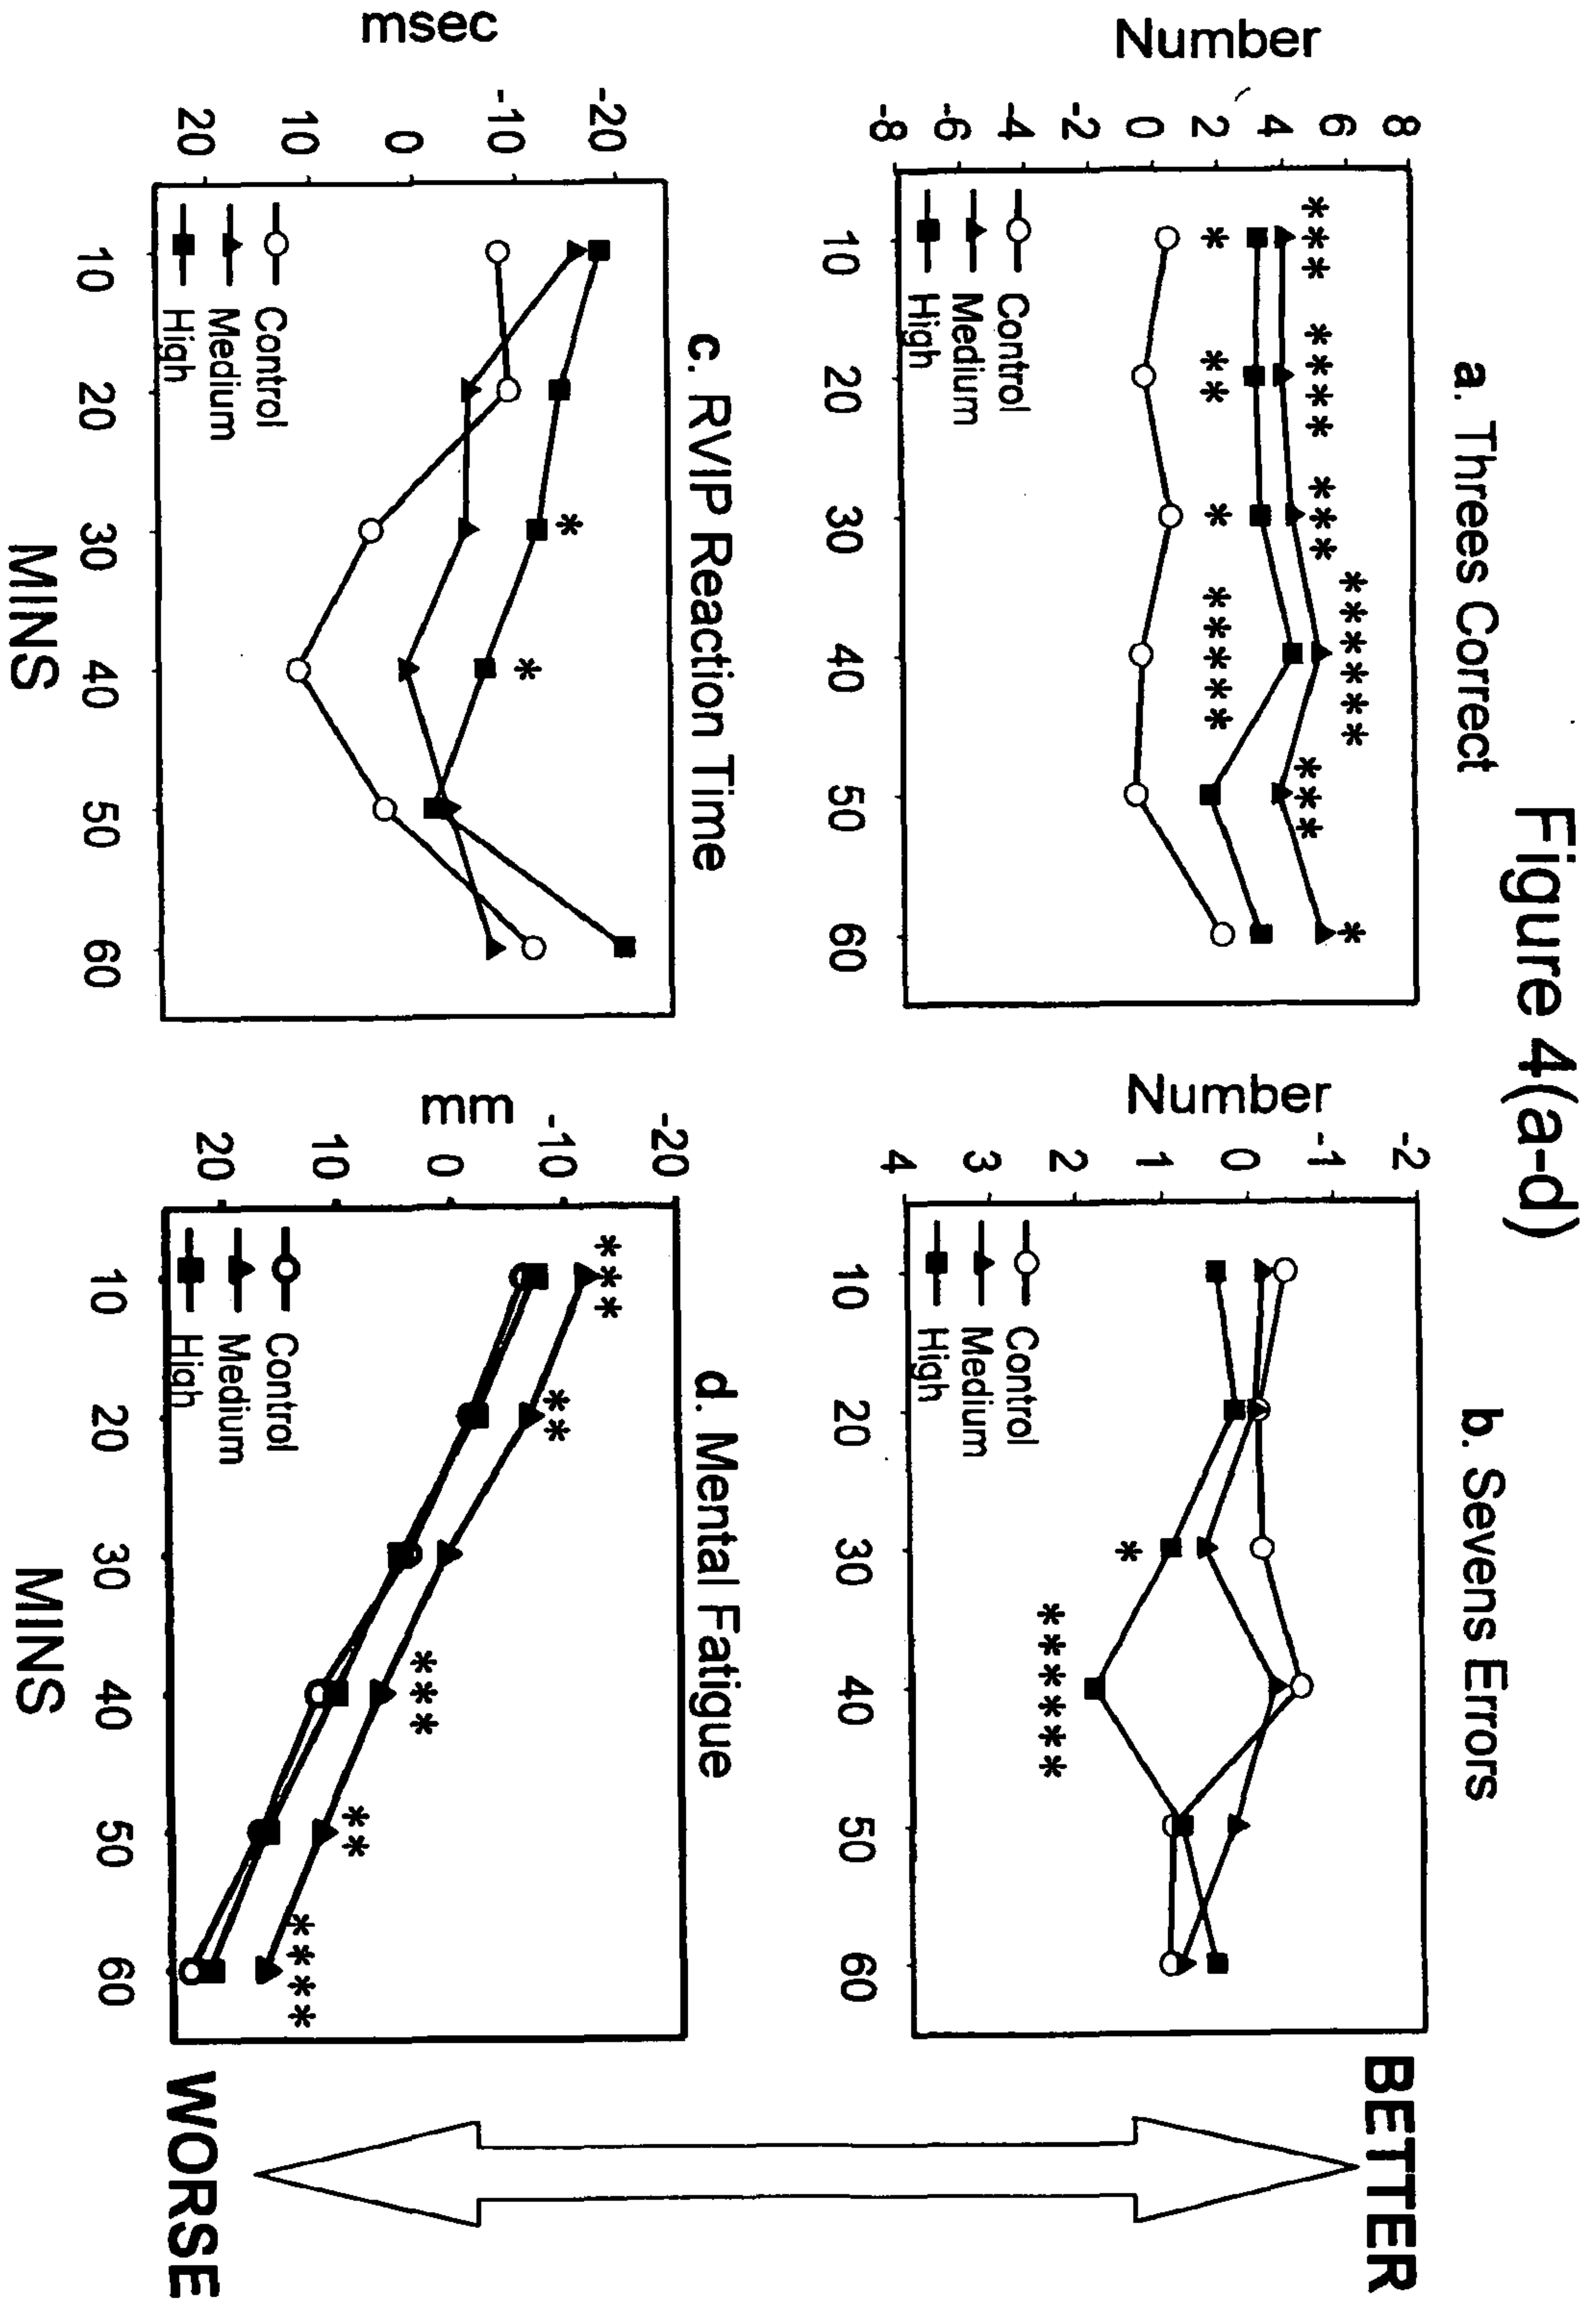 Figure 4(a-d)
a. Threes Correct
Number
8
6
4
2
0
-2
-4
-6
-8
*** **** *** ****** *** *
* ** * *****
Control
Medium
High
10 20 30 40 50 60
b. Sevens Errors
Number
-2
-1
0
1
2
3
4
* *****
Control
Medium
High
10 20 30 40 50 60
c. RVIP Reaction Time
msec
-20
-10
0
10
20
* *
Control
Medium
High
10 20 30 40 50 60
MINS
d. Mental Fatigue
mm
-20
-10
0
10
20
*** ** *** ** ****
Control
Medium
High
10 20 30 40 50 60
MINS
BETTER
WORSE